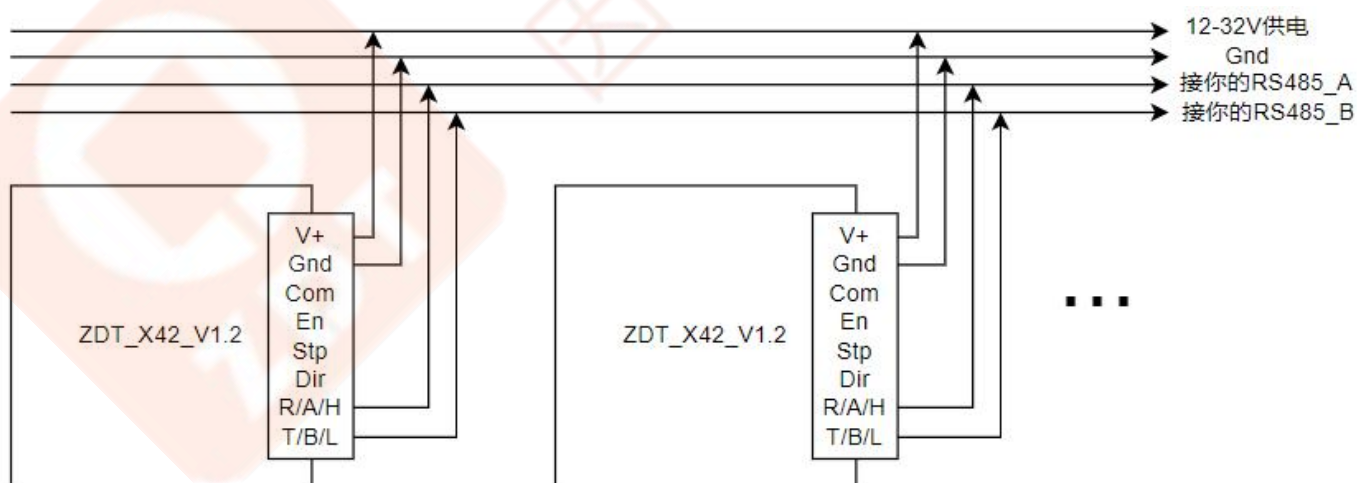 12-32V供电
Gnd
接你的RS485_A
接你的RS485_B
ZDT_X42_V1.2
V+
Gnd
Com
En
Stp
Dir
R/A/H
T/B/L
ZDT_X42_V1.2
V+
Gnd
Com
En
Stp
Dir
R/A/H
T/B/L
...